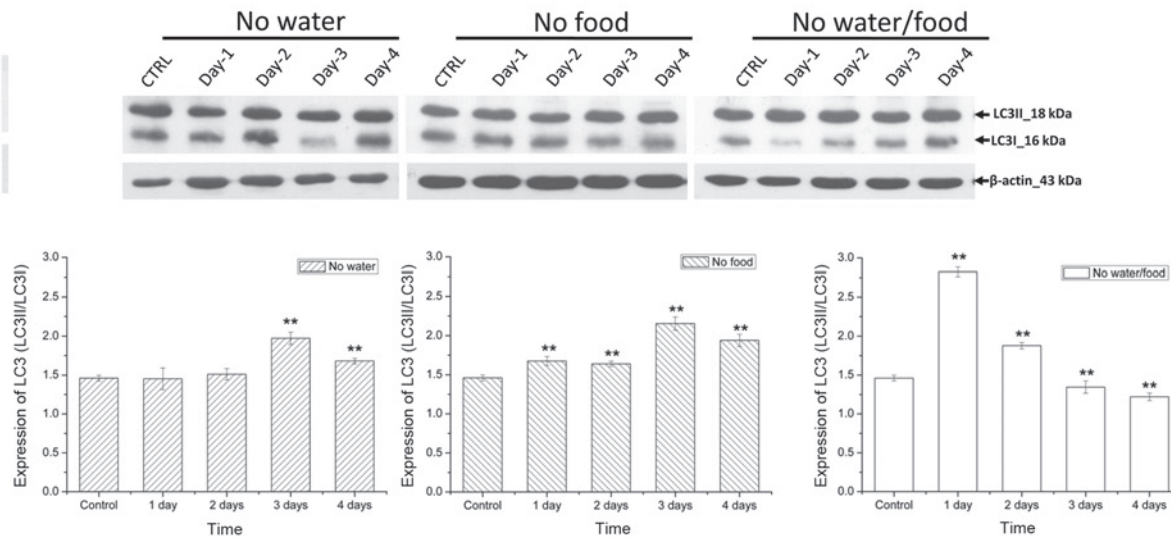 No water
No food
No water/food
CTRL Day-1 Day-2 Day-3 Day-4
CTRL Day-1 Day-2 Day-3 Day-4
CTRL Day-1 Day-2 Day-3 Day-4
LC3II_18 kDa
LC3I_16 kDa
β-actin_43 kDa
Expression of LC3 (LC3II/LC3I)
3.0
2.5
2.0
1.5
1.0
0.5
0.0
No water
**
**
Control 1 day 2 days 3 days 4 days
Time
Expression of LC3 (LC3II/LC3I)
3.0
2.5
2.0
1.5
1.0
0.5
0.0
No food
**
**
**
**
Control 1 day 2 days 3 days 4 days
Time
Expression of LC3 (LC3II/LC3I)
3.0
2.5
2.0
1.5
1.0
0.5
0.0
No water/food
**
**
**
**
Control 1 day 2 days 3 days 4 days
Time